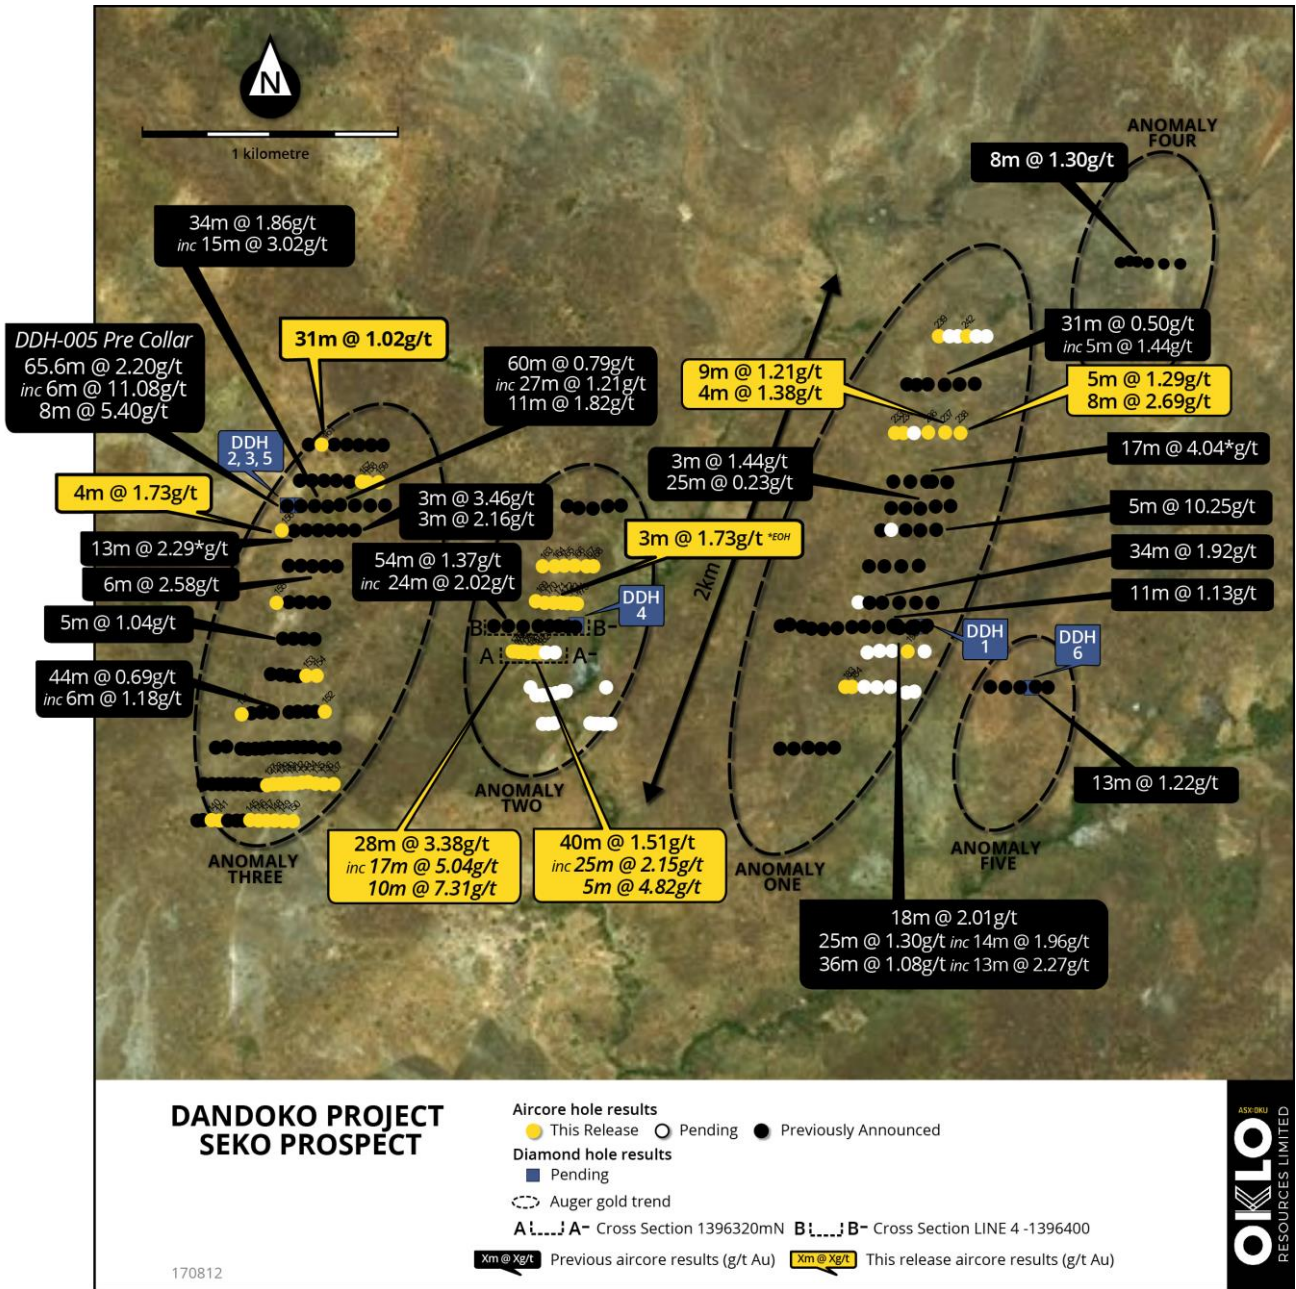 N
1 kilometre
ANOMALY
FOUR
8m @ 1.30g/t
34m @ 1.86g/t
inc 15m @ 3.02g/t
DDH-005 Pre Collar
65.6m @ 2.20g/t
inc 6m @ 11.08g/t
8m @ 5.40g/t
31m @ 1.02g/t
60m @ 0.79g/t
inc 27m @ 1.21g/t
11m @ 1.82g/t
31m @ 0.50g/t
inc 5m @ 1.44g/t
9m @ 1.21g/t
4m @ 1.38g/t
5m @ 1.29g/t
8m @ 2.69g/t
239
242
237
238
DDH
2, 3, 5
4m @ 1.73g/t
3m @ 3.46g/t
3m @ 2.16g/t
3m @ 1.44g/t
25m @ 0.23g/t
17m @ 4.04*g/t
5m @ 10.25g/t
13m @ 2.29*g/t
54m @ 1.37g/t
inc 24m @ 2.02g/t
3m @ 1.73g/t *EOH
2km
34m @ 1.92g/t
6m @ 2.58g/t
11m @ 1.13g/t
DDH
4
5m @ 1.04g/t
B B-
A A-
DDH
1
DDH
6
44m @ 0.69g/t
inc 6m @ 1.18g/t
153
154
152
13m @ 1.22g/t
ANOMALY
TWO
ANOMALY
THREE
28m @ 3.38g/t
inc 17m @ 5.04g/t
10m @ 7.31g/t
40m @ 1.51g/t
inc 25m @ 2.15g/t
5m @ 4.82g/t
ANOMALY
ONE
ANOMALY
FIVE
18m @ 2.01g/t
25m @ 1.30g/t inc 14m @ 1.96g/t
36m @ 1.08g/t inc 13m @ 2.27g/t
DANDOKO PROJECT
SEKO PROSPECT
Aircore hole results
This Release Pending Previously Announced
Diamond hole results
Pending
Auger gold trend
A A- Cross Section 1396320mN B B- Cross Section LINE 4 -1396400
Xm @ Xg/t Previous aircore results (g/t Au) Xm @ Xg/t This release aircore results (g/t Au)
170812
ASX:OKU
OKLO
RESOURCES LIMITED